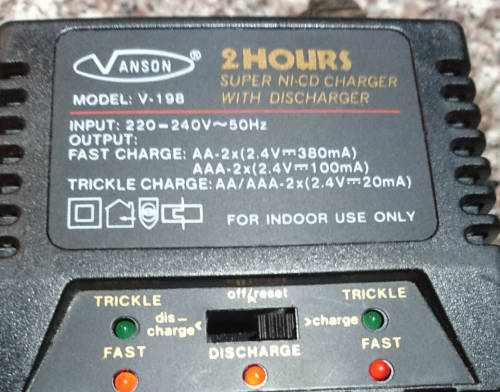 VANSON®
2 HOURS
SUPER NI-CD CHARGER
WITH DISCHARGER
MODEL: V-198
INPUT: 220-240V~50Hz
OUTPUT:
FAST CHARGE: AA-2x(2.4V⎓380mA)
AAA-2x(2.4V⎓100mA)
TRICKLE CHARGE: AA/AAA-2x(2.4V⎓20mA)
FOR INDOOR USE ONLY
off/reset
TRICKLE
TRICKLE
dis-
charge<
>charge
FAST
DISCHARGE
FAST